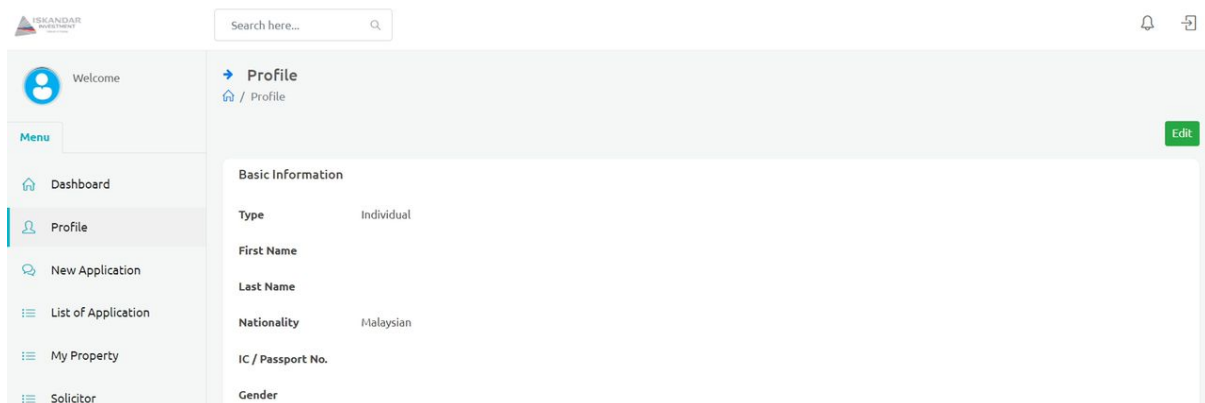 ISKANDAR
INVESTMENT
Search here...
Welcome
Menu
Dashboard
Profile
New Application
List of Application
My Property
Solicitor
Profile
/ Profile
Edit
Basic Information
Type Individual
First Name
Last Name
Nationality Malaysian
IC / Passport No.
Gender